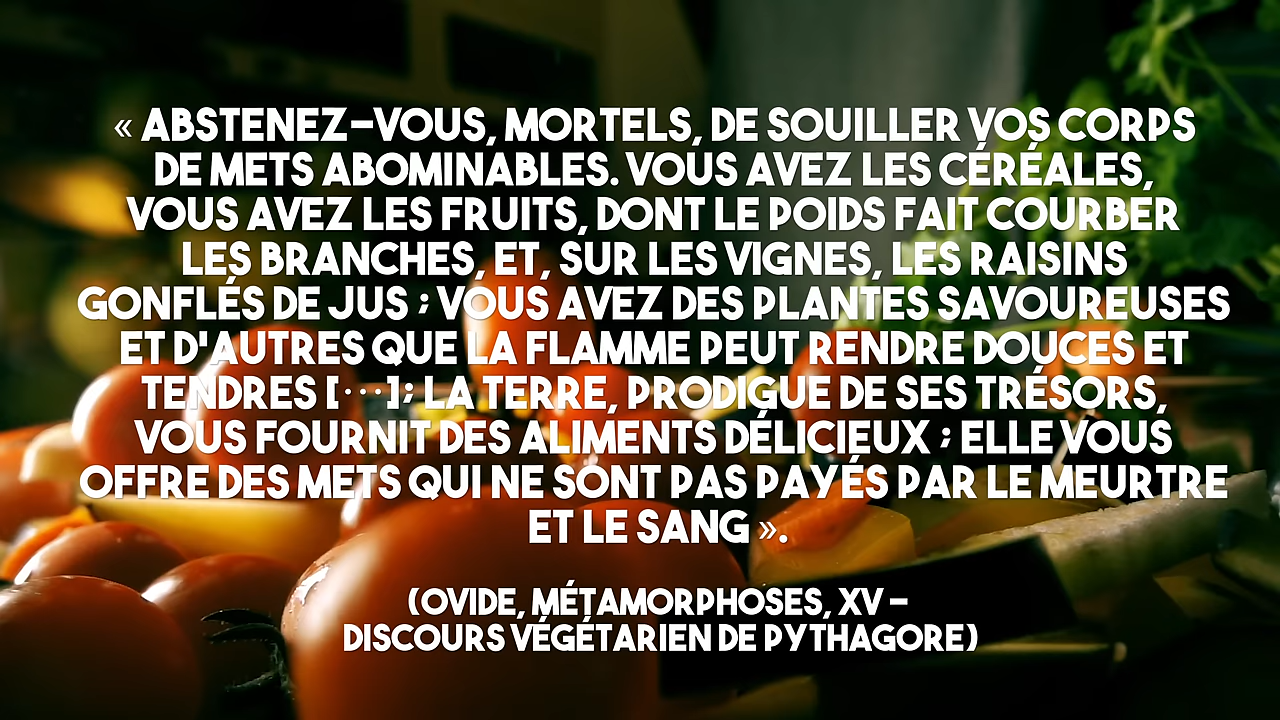 « ABSTENEZ-VOUS, MORTELS, DE SOUILLER VOS CORPS
DE METS ABOMINABLES. VOUS AVEZ LES CÉRÉALES,
VOUS AVEZ LES FRUITS, DONT LE POIDS FAIT COURBER
LES BRANCHES, ET, SUR LES VIGNES, LES RAISINS
GONFLÉS DE JUS ; VOUS AVEZ DES PLANTES SAVOUREUSES
ET D'AUTRES QUE LA FLAMME PEUT RENDRE DOUCES ET
TENDRES [···]; LA TERRE, PRODIGUE DE SES TRÉSORS,
VOUS FOURNIT DES ALIMENTS DÉLICIEUX ; ELLE VOUS
OFFRE DES METS QUI NE SONT PAS PAYÉS PAR LE MEURTRE
ET LE SANG ».
(OVIDE, MÉTAMORPHOSES, XV –
DISCOURS VÉGÉTARIEN DE PYTHAGORE)